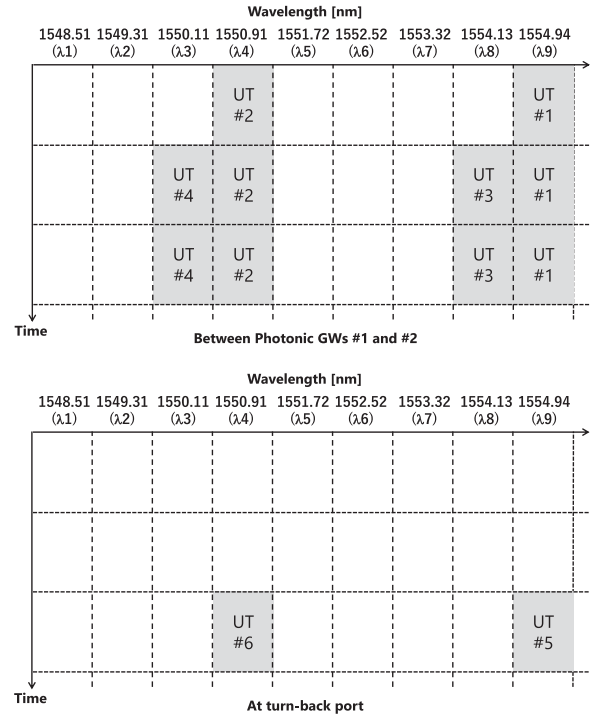 Wavelength [nm]
1548.51 1549.31 1550.11 1550.91 1551.72 1552.52 1553.32 1554.13 1554.94
(λ1) (λ2) (λ3) (λ4) (λ5) (λ6) (λ7) (λ8) (λ9)
UT UT
#2 #1
UT UT UT UT
#4 #2 #3 #1
UT UT UT UT
#4 #2 #3 #1
Time
Between Photonic GWs #1 and #2
Wavelength [nm]
1548.51 1549.31 1550.11 1550.91 1551.72 1552.52 1553.32 1554.13 1554.94
(λ1) (λ2) (λ3) (λ4) (λ5) (λ6) (λ7) (λ8) (λ9)
UT UT
#6 #5
Time
At turn-back port